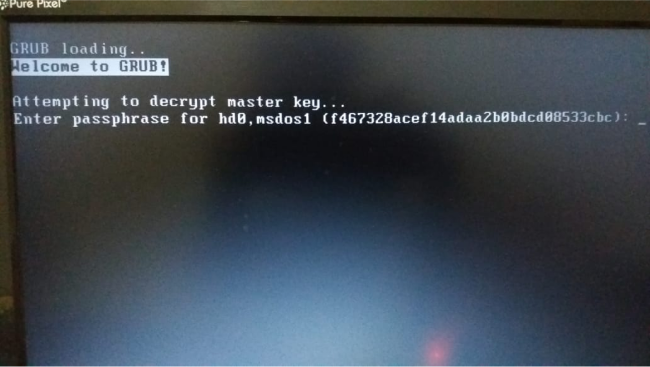 Pure Pixel
GRUB loading..
Welcome to GRUB!
Attempting to decrypt master key...
Enter passphrase for hd0,msdos1 (f467328acef14adaa2b0bdcd08533cbc): _